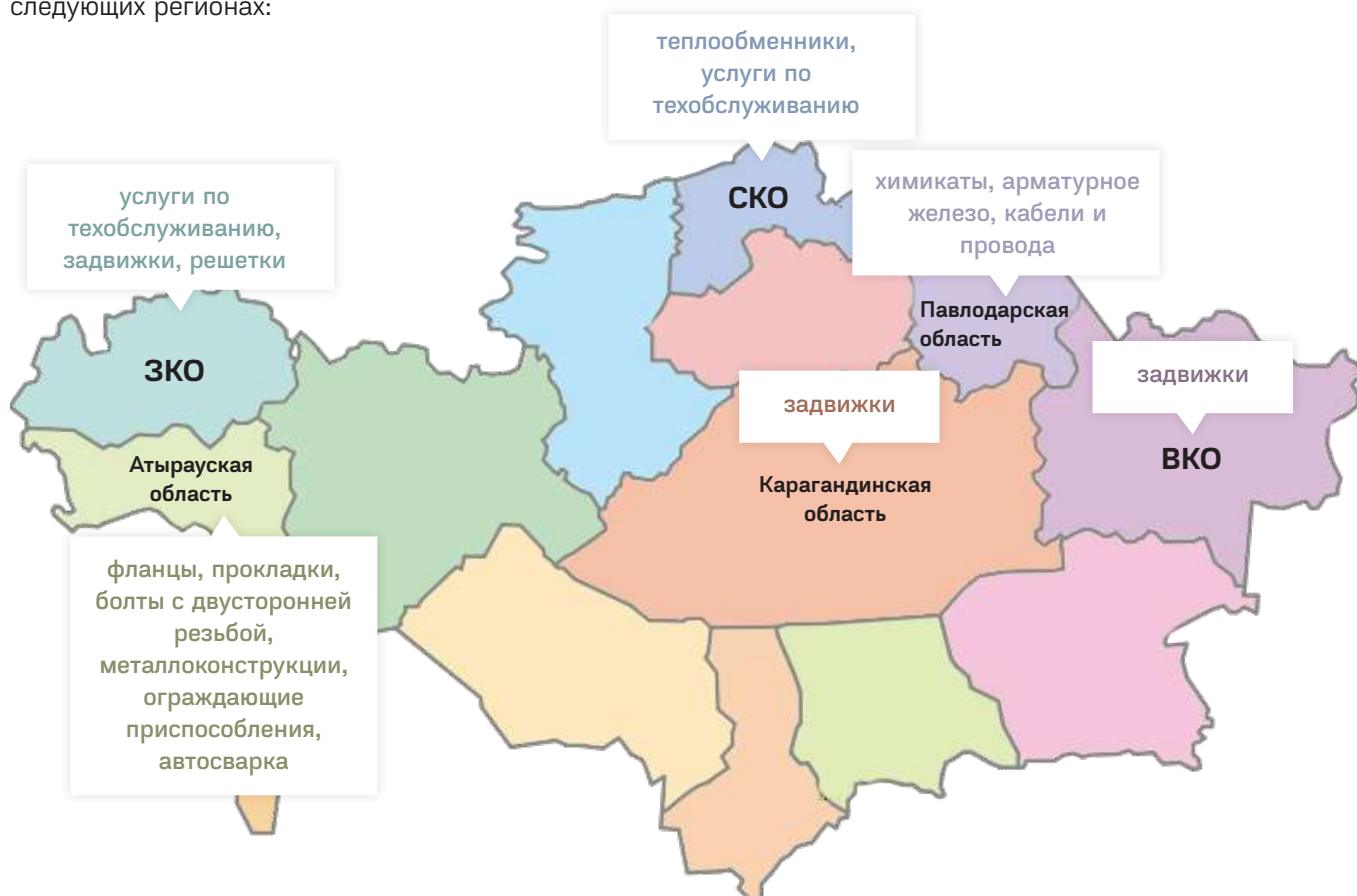 следующих регионах:
теплообменники,
услуги по
техобслуживанию
услуги по
техобслуживанию,
задвижки, решетки
СКО
химикаты, арматурное
железо, кабели и
провода
Павлодарская
область
ЗКО
задвижки
задвижки
ВКО
Атырауская
область
Карагандинская
область
фланцы, прокладки,
болты с двусторонней
резьбой,
металлоконструкции,
ограждающие
приспособления,
автосварка